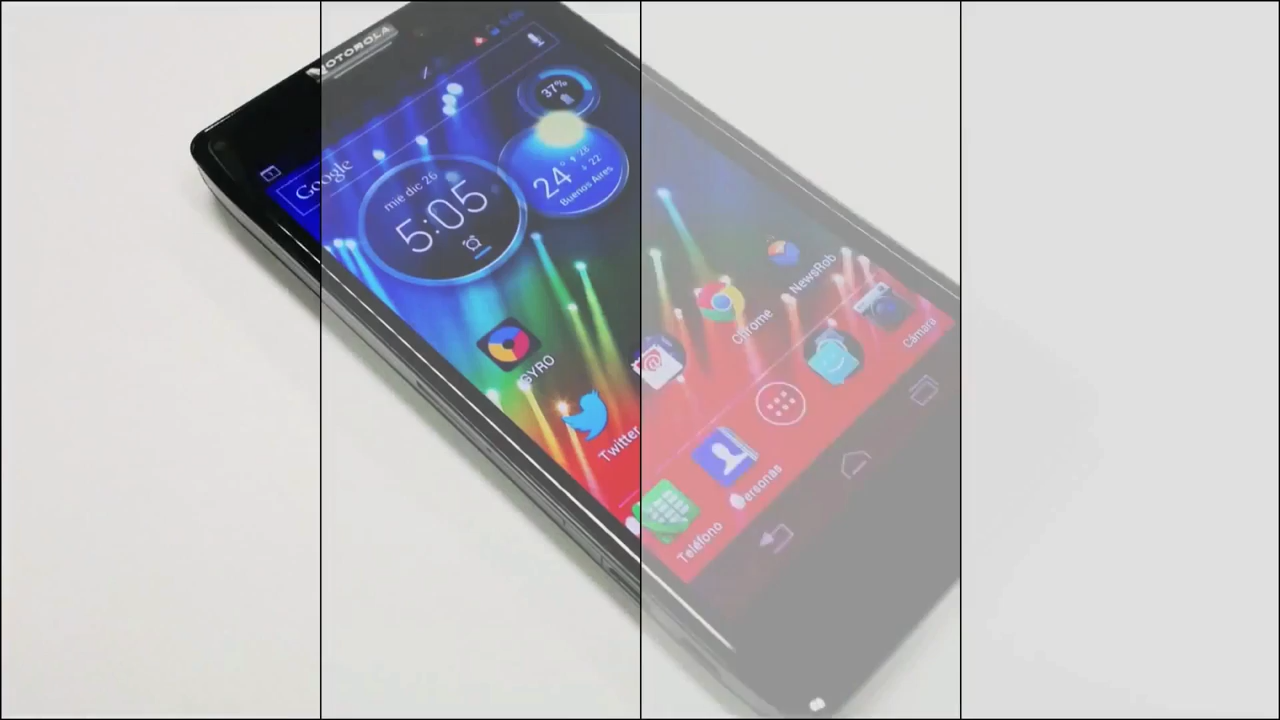 MOTOROLA
Google
37%
mié dic 26
5:05
24° 28
22
Buenos Aires
NewsRob
Chrome
Cámara
GYRO
Twitter
Personas
Teléfono